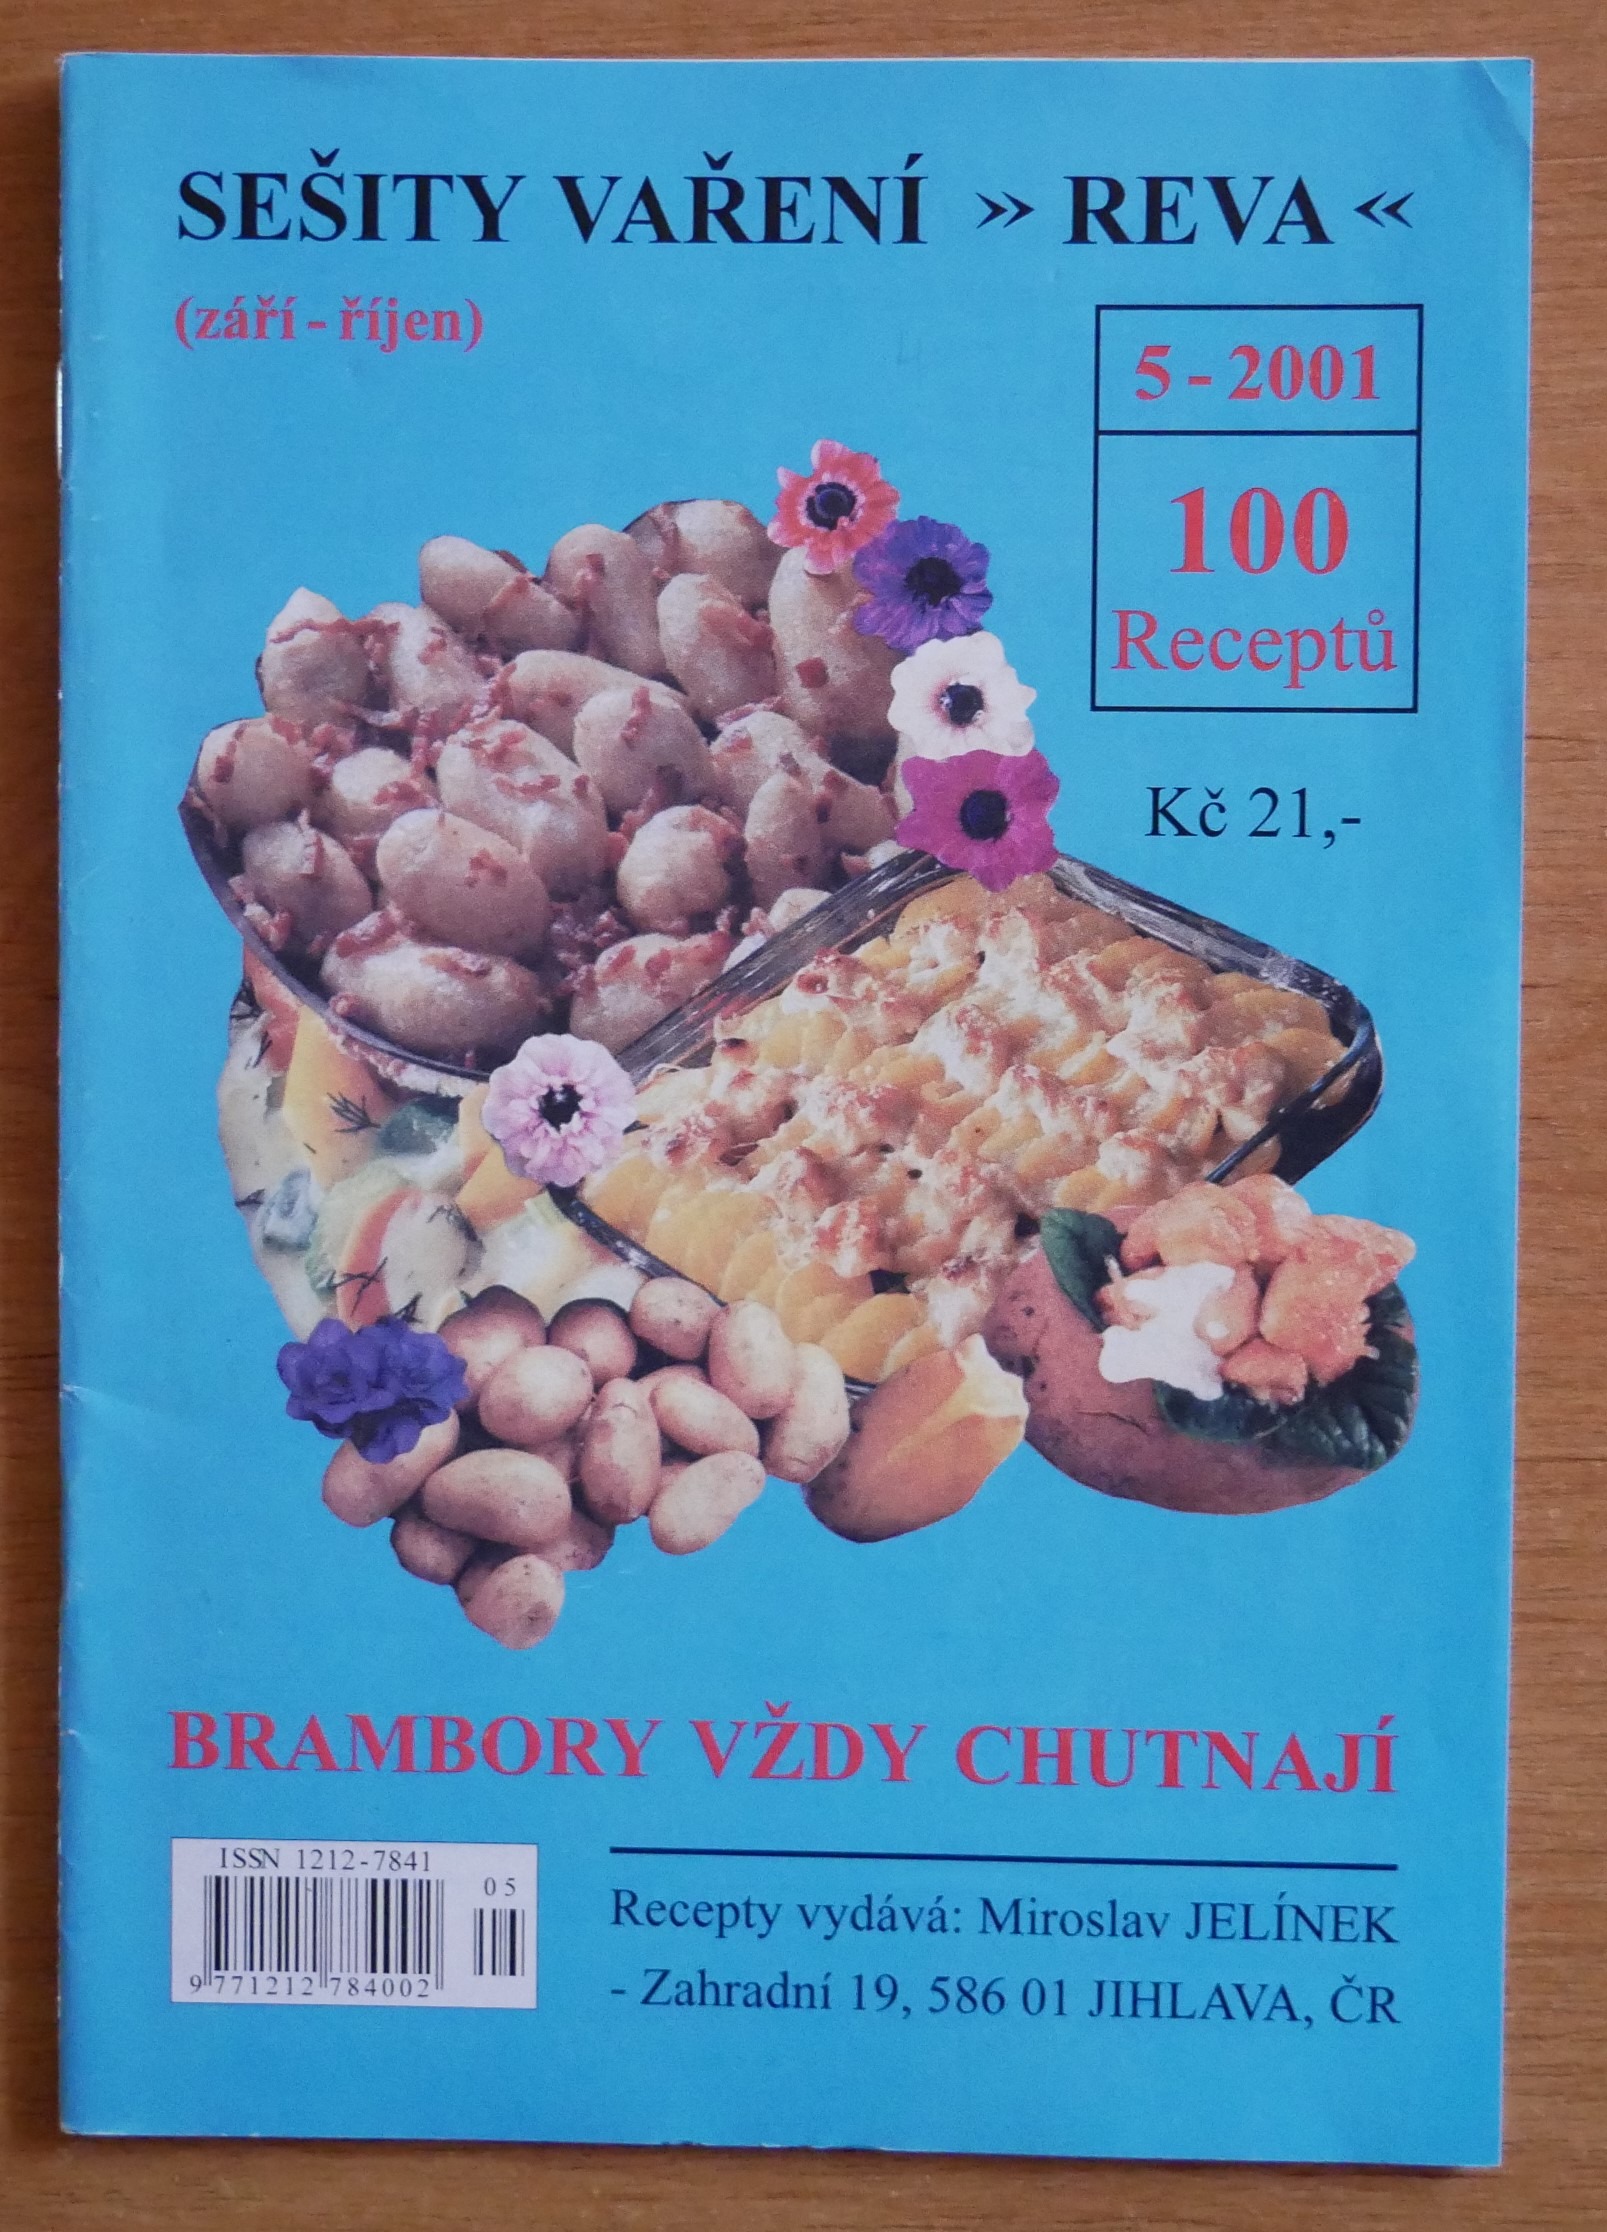 SEŠITY VAŘENÍ » REVA «
(září - říjen)
5 - 2001
100
Receptů
Kč 21,-
BRAMBORY VŽDY CHUTNAJÍ
ISSN 1212-7841
05
9 771212 784002
Recepty vydává: Miroslav JELÍNEK
- Zahradní 19, 586 01 JIHLAVA, ČR